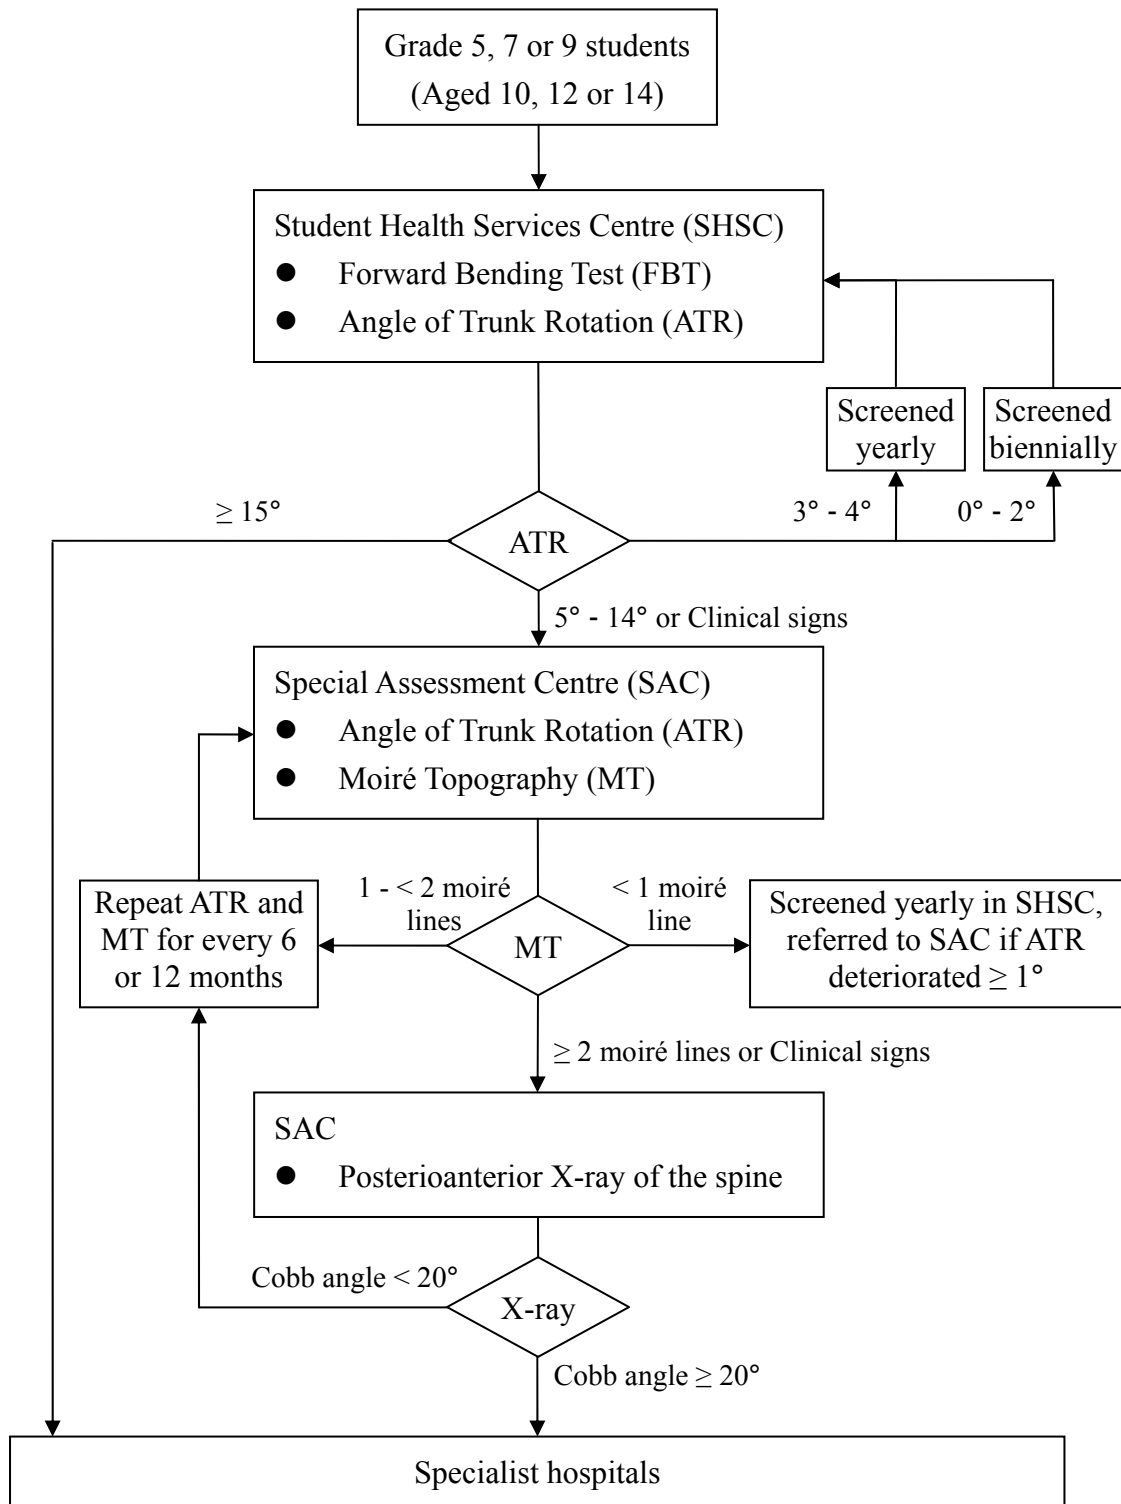 Grade 5, 7 or 9 students
(Aged 10, 12 or 14)
Student Health Services Centre (SHSC)
● Forward Bending Test (FBT)
● Angle of Trunk Rotation (ATR)
Screened
yearly
Screened
biennially
≥ 15°
3° - 4°
0° - 2°
ATR
5° - 14° or Clinical signs
Special Assessment Centre (SAC)
● Angle of Trunk Rotation (ATR)
● Moiré Topography (MT)
Repeat ATR and
MT for every 6
or 12 months
1 - < 2 moiré
lines
< 1 moiré
line
MT
Screened yearly in SHSC,
referred to SAC if ATR
deteriorated ≥ 1°
≥ 2 moiré lines or Clinical signs
SAC
● Posterioanterior X-ray of the spine
Cobb angle < 20°
X-ray
Cobb angle ≥ 20°
Specialist hospitals